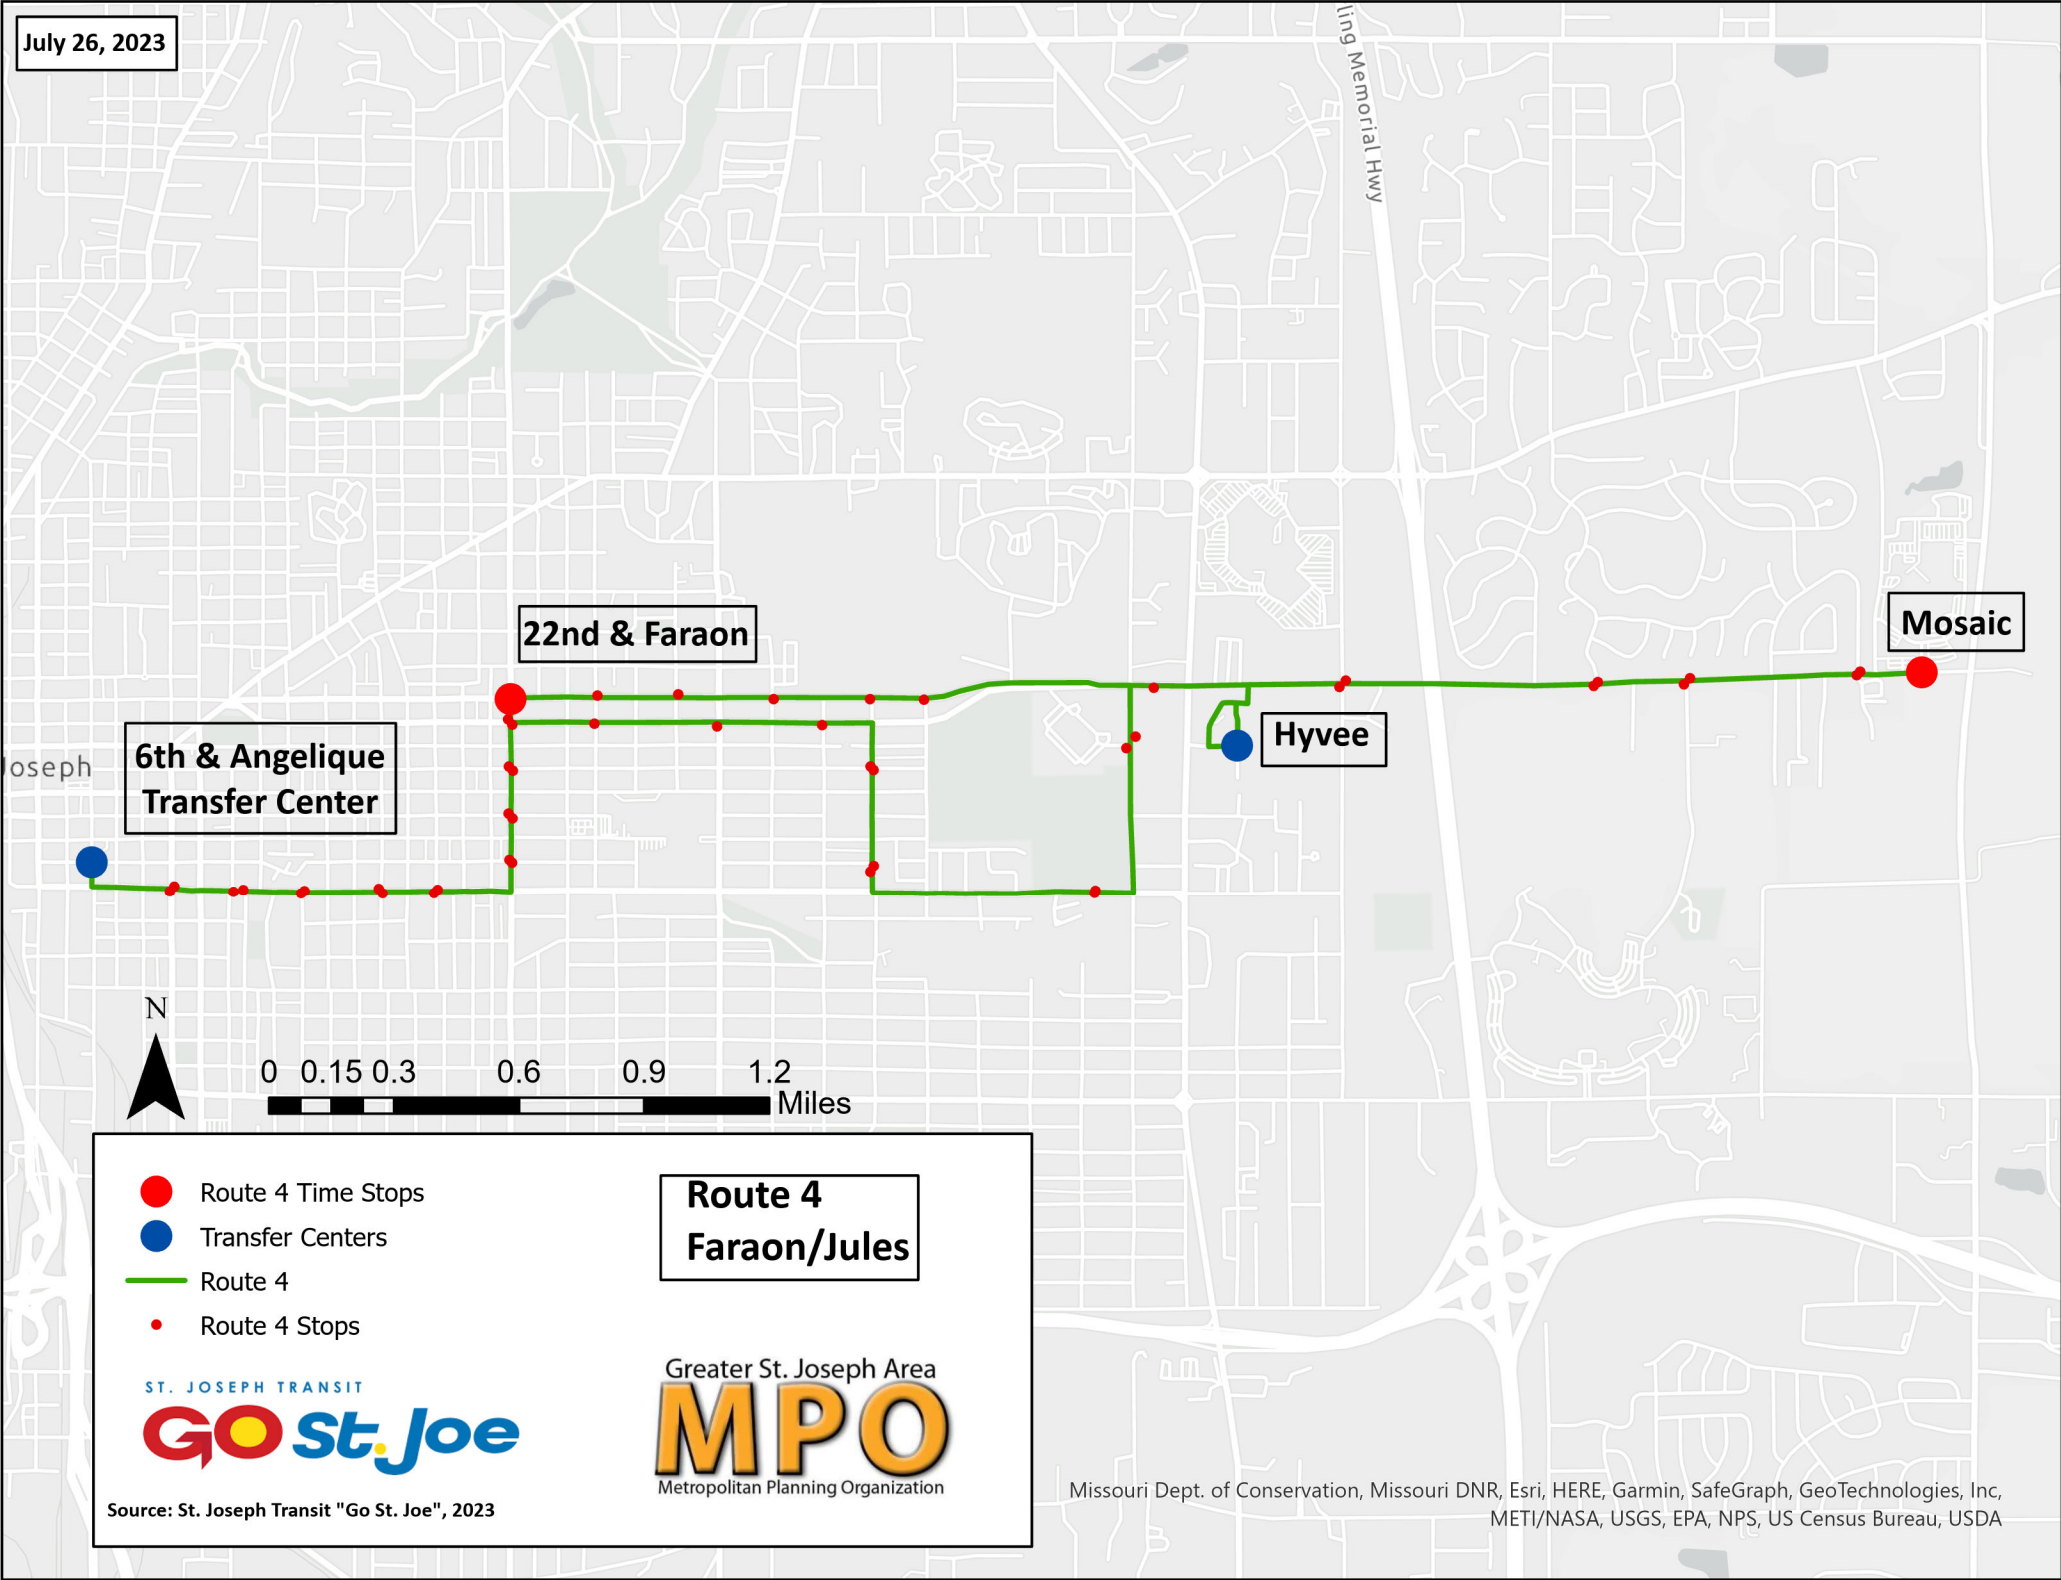 July 26, 2023
ling Memorial Hwy
22nd & Faraon
Mosaic
6th & Angelique
Transfer Center
Hyvee
Joseph
N
0 0.15 0.3 0.6 0.9 1.2
Miles
Route 4 Time Stops
Transfer Centers
Route 4
Route 4 Stops
Route 4
Faraon/Jules
ST. JOSEPH TRANSIT
GO St. Joe
Greater St. Joseph Area
MPO
Metropolitan Planning Organization
Source: St. Joseph Transit "Go St. Joe", 2023
Missouri Dept. of Conservation, Missouri DNR, Esri, HERE, Garmin, SafeGraph, GeoTechnologies, Inc,
METI/NASA, USGS, EPA, NPS, US Census Bureau, USDA